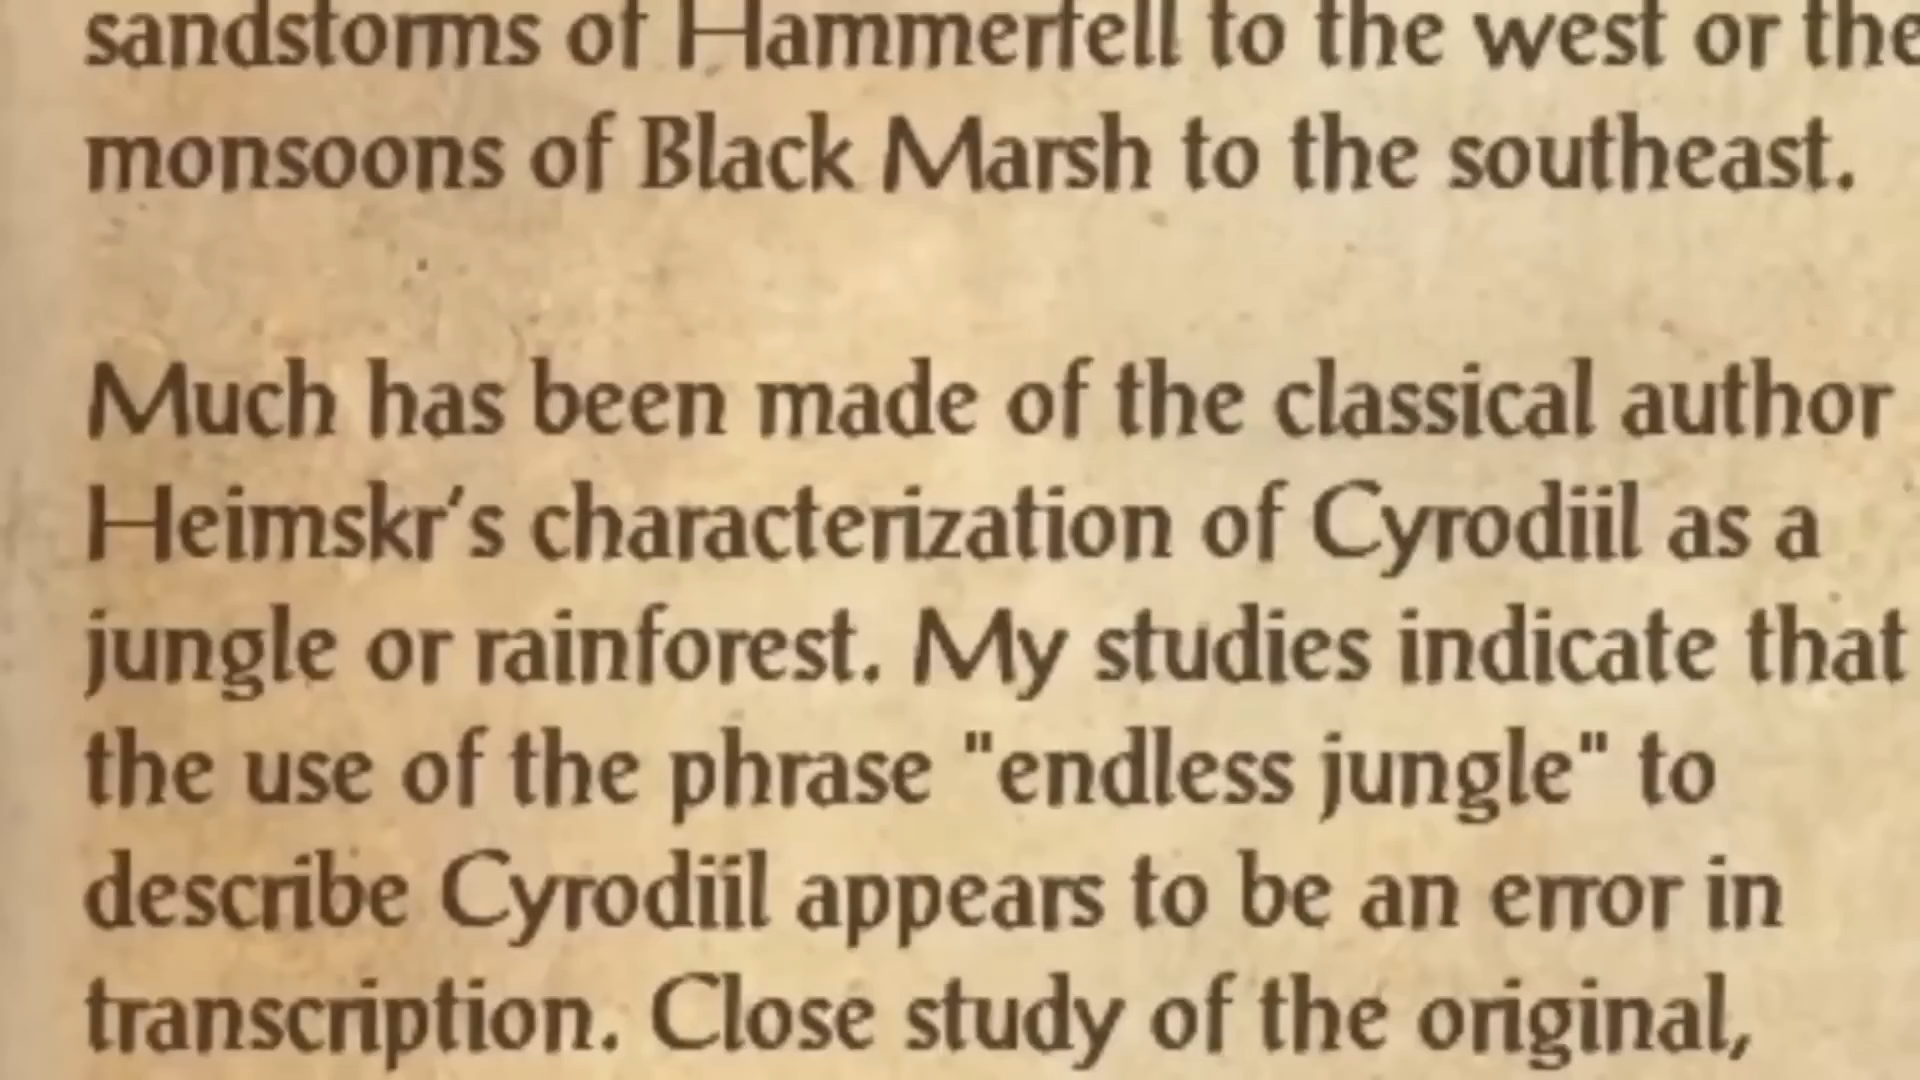 sandstorms of Hammerfell to the west or the
monsoons of Black Marsh to the southeast.
Much has been made of the classical author
Heimskr's characterization of Cyrodiil as a
jungle or rainforest. My studies indicate that
the use of the phrase "endless jungle" to
describe Cyrodiil appears to be an error in
transcription. Close study of the original,